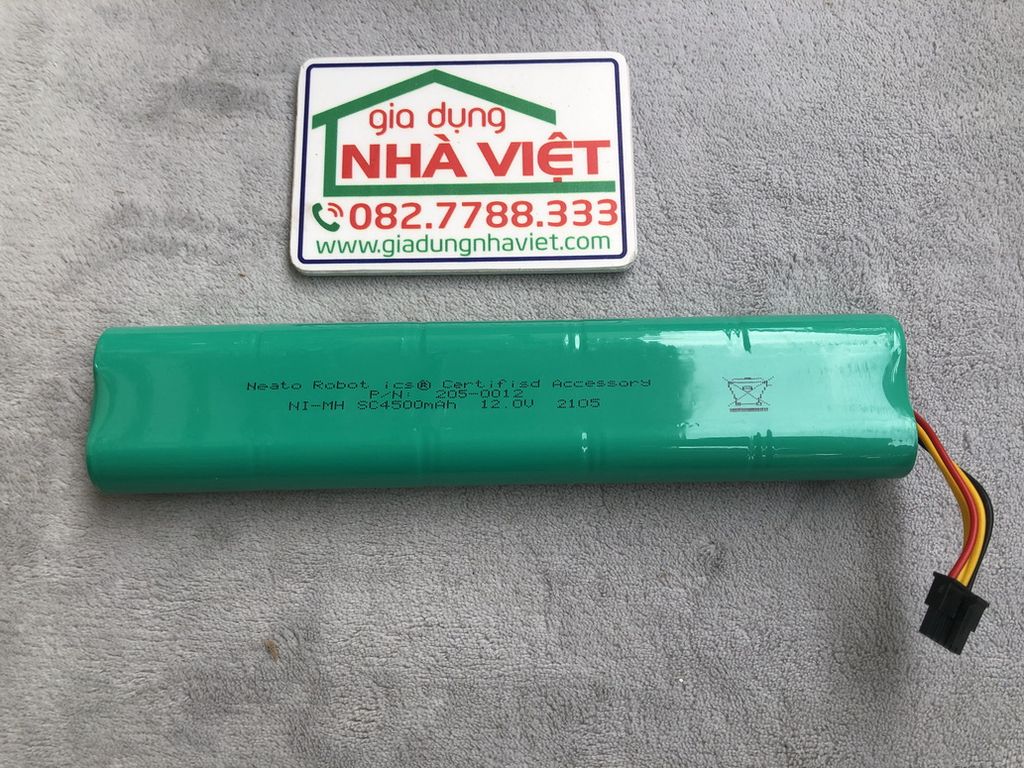 gia dụng
NHÀ VIỆT
082.7788.333
www.giadungnhaviet.com
Neato Robot ics® Certifisd Accessory
P/N: 205-0012
NI-MH SC4500mAh 12.0V 2105